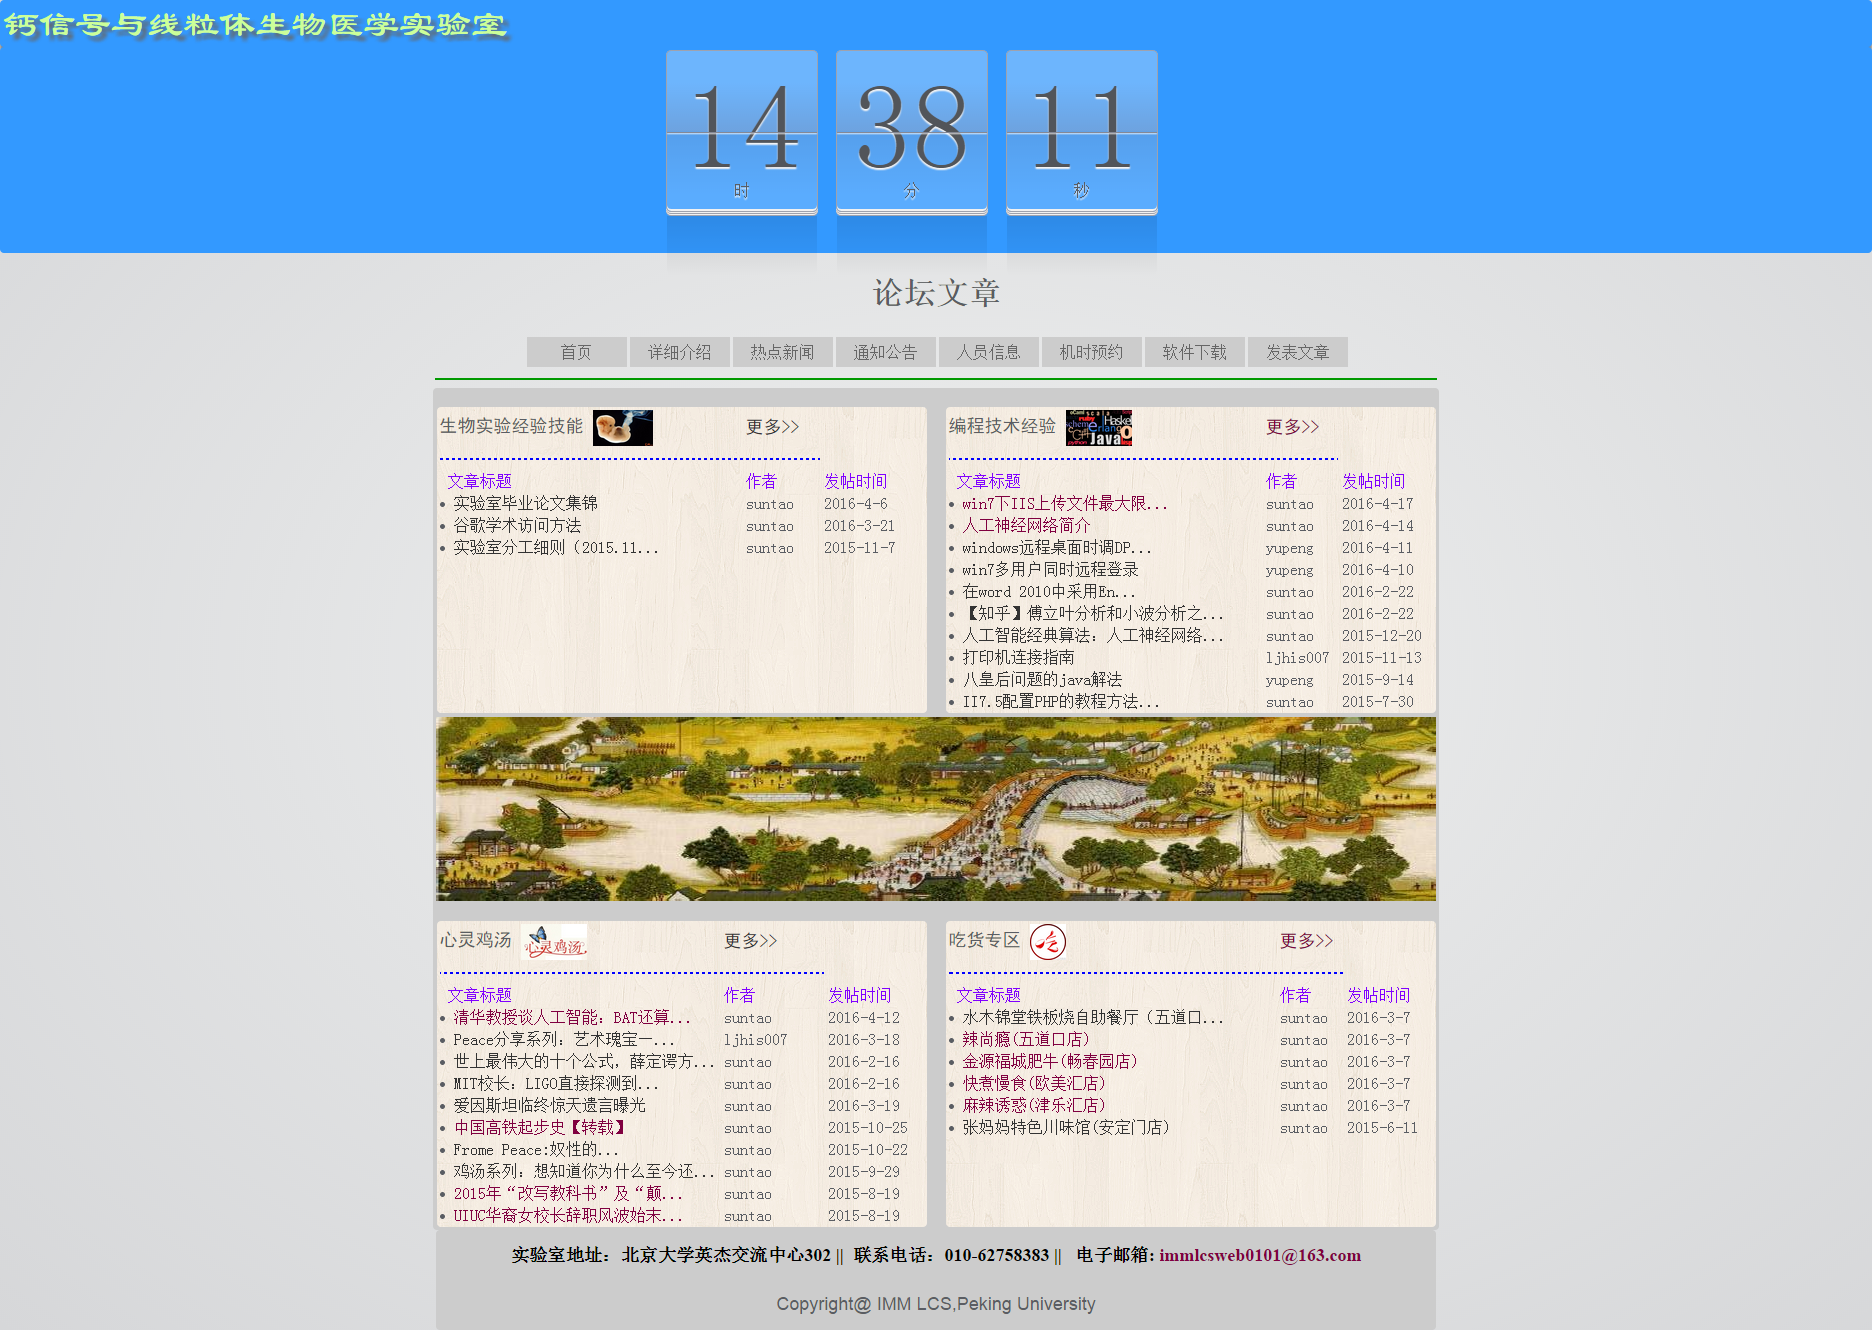 钙信号与线粒体生物医学实验室
14 38 11
时 分 秒
论坛文章
首页 详细介绍 热点新闻 通知公告 人员信息 机时预约 软件下载 发表文章
生物实验经验技能 更多>>
文章标题 作者 发帖时间
实验室毕业论文集锦 suntao 2016-4-6
谷歌学术访问方法 suntao 2016-3-21
实验室分工细则（2015.11... suntao 2015-11-7
编程技术经验 更多>>
文章标题 作者 发帖时间
win7下IIS上传文件最大限... suntao 2016-4-17
人工神经网络简介 suntao 2016-4-14
windows远程桌面时调DP... yupeng 2016-4-11
win7多用户同时远程登录 yupeng 2016-4-10
在word 2010中采用En... suntao 2016-2-22
【知乎】傅立叶分析和小波分析之... suntao 2016-2-22
人工智能经典算法：人工神经网络... suntao 2015-12-20
打印机连接指南 ljhis007 2015-11-13
八皇后问题的java解法 yupeng 2015-9-14
II7.5配置PHP的教程方法... suntao 2015-7-30
心灵鸡汤 心灵鸡汤 更多>>
文章标题 作者 发帖时间
清华教授谈人工智能：BAT还算... suntao 2016-4-12
Peace分享系列：艺术瑰宝一... ljhis007 2016-3-18
世上最伟大的十个公式，薛定谔方... suntao 2016-2-16
MIT校长：LIGO直接探测到... suntao 2016-2-16
爱因斯坦临终惊天遗言曝光 suntao 2016-3-19
中国高铁起步史【转载】 suntao 2015-10-25
Frome Peace:奴性的... suntao 2015-10-22
鸡汤系列：想知道你为什么至今还... suntao 2015-9-29
2015年“改写教科书”及“颠... suntao 2015-8-19
UIUC华裔女校长辞职风波始末... suntao 2015-8-19
吃货专区 吃 更多>>
文章标题 作者 发帖时间
水木锦堂铁板烧自助餐厅（五道口... suntao 2016-3-7
辣尚瘾(五道口店) suntao 2016-3-7
金源福城肥牛(畅春园店) suntao 2016-3-7
快煮慢食(欧美汇店) suntao 2016-3-7
麻辣诱惑(津乐汇店) suntao 2016-3-7
张妈妈特色川味馆(安定门店) suntao 2015-6-11
实验室地址：北京大学英杰交流中心302 || 联系电话：010-62758383 || 电子邮箱: immlcsweb0101@163.com
Copyright@ IMM LCS,Peking University